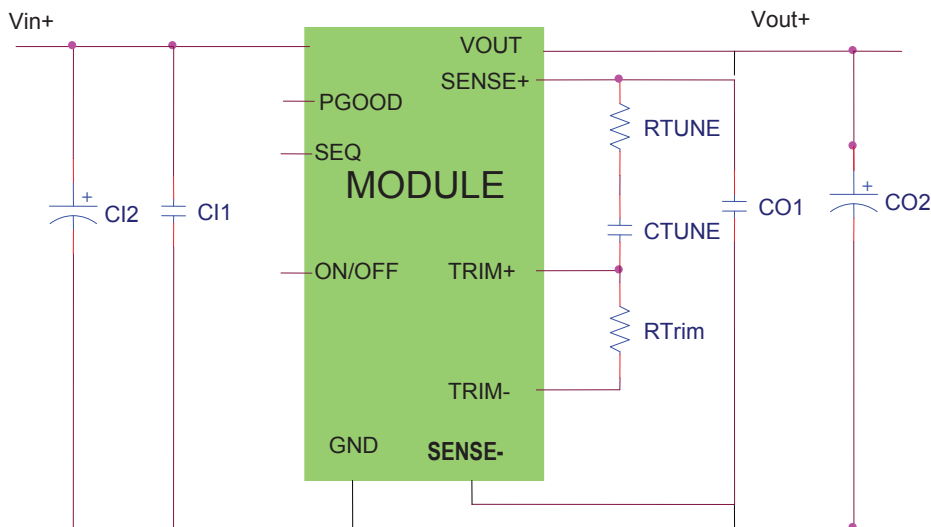 Vin+
Vout+
VOUT
SENSE+
PGOOD
RTUNE
SEQ
MODULE
+
CI2
CI1
+
CO1
CO2
CTUNE
ON/OFF
TRIM+
RTrim
TRIM-
GND
SENSE-